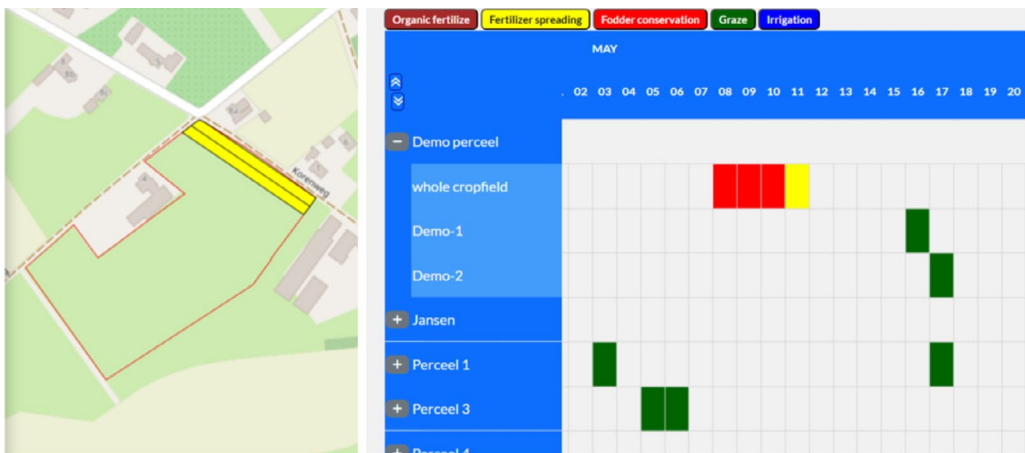 Korenweg
Organic fertilize Fertilizer spreading Fodder conservation Graze Irrigation
MAY
02 03 04 05 06 07 08 09 10 11 12 13 14 15 16 17 18 19 20
Demo perceel
whole cropfield
Demo-1
Demo-2
Jansen
Perceel 1
Perceel 3